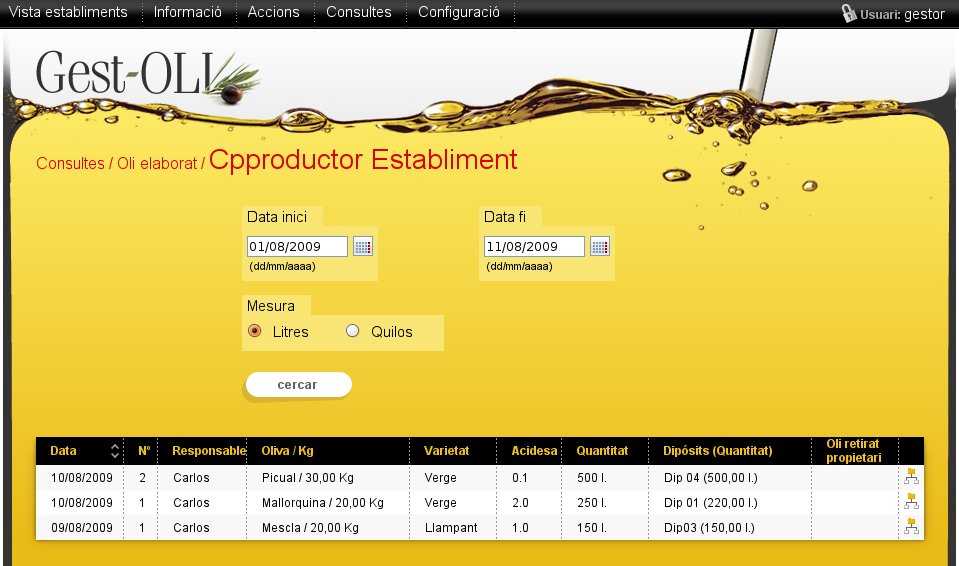 Vista establiments Informació Accions Consultes Configuració Usuari: gestor
Gest-OLI
Consultes / Oli elaborat / Cpproductor Establiment
Data inici Data fi
01/08/2009 11/08/2009
(dd/mm/aaaa) (dd/mm/aaaa)
Mesura
Litres Quilos
cercar
Data Nº Responsable Oliva / Kg Varietat Acidesa Quantitat Dipósits (Quantitat) Oli retirat propietari
10/08/2009 2 Carlos Picual / 30,00 Kg Verge 0.1 500 l. Dip 04 (500,00 l.)
10/08/2009 1 Carlos Mallorquina / 20,00 Kg Verge 2.0 250 l. Dip 01 (220,00 l.)
09/08/2009 1 Carlos Mescla / 20,00 Kg Llampant 1.0 150 l. Dip03 (150,00 l.)